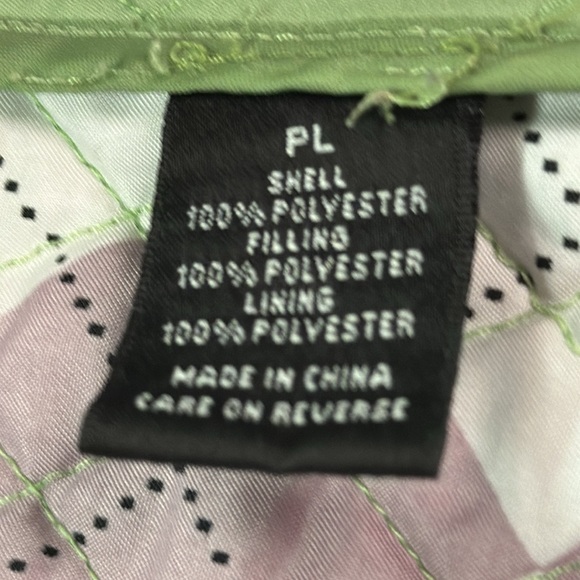 PL
SHELL
100% POLYESTER
FILLING
100% POLYESTER
LINING
100% POLYESTER
MADE IN CHINA
CARE ON REVERSE